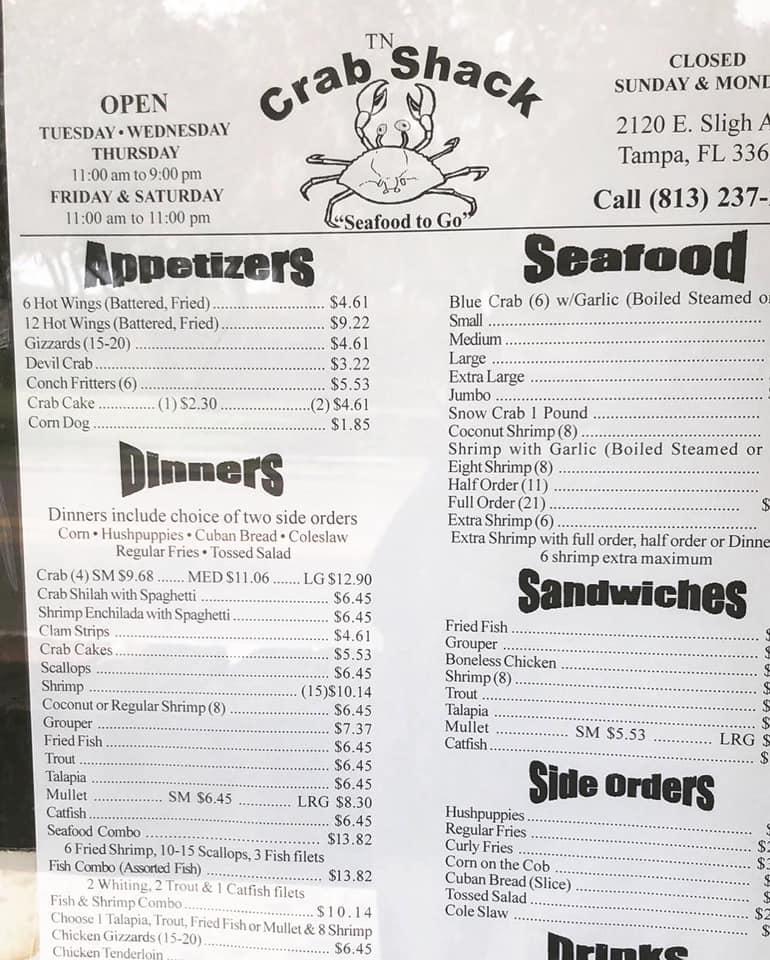 TN
Crab Shack
"Seafood to Go"
OPEN
TUESDAY • WEDNESDAY
THURSDAY
11:00 am to 9:00 pm
FRIDAY & SATURDAY
11:00 am to 11:00 pm
CLOSED
SUNDAY & MOND
2120 E. Sligh A
Tampa, FL 336
Call (813) 237-
Appetizers
6 Hot Wings (Battered, Fried) $4.61
12 Hot Wings (Battered, Fried) $9.22
Gizzards (15-20) $4.61
Devil Crab $3.22
Conch Fritters (6) $5.53
Crab Cake (1) $2.30 (2) $4.61
Corn Dog $1.85
Dinners
Dinners include choice of two side orders
Corn • Hushpuppies • Cuban Bread • Coleslaw
Regular Fries • Tossed Salad
Crab (4) SM $9.68 ....... MED $11.06 ....... LG $12.90
Crab Shilah with Spaghetti $6.45
Shrimp Enchilada with Spaghetti $6.45
Clam Strips $4.61
Crab Cakes $5.53
Scallops $6.45
Shrimp (15)$10.14
Coconut or Regular Shrimp (8) $6.45
Grouper $7.37
Fried Fish $6.45
Trout $6.45
Talapia $6.45
Mullet SM $6.45 LRG $8.30
Catfish $6.45
Seafood Combo $13.82
6 Fried Shrimp, 10-15 Scallops, 3 Fish filets
Fish Combo (Assorted Fish) $13.82
2 Whiting, 2 Trout & 1 Catfish filets
Fish & Shrimp Combo $10.14
Choose 1 Talapia, Trout, Fried Fish or Mullet & 8 Shrimp
Chicken Gizzards (15-20) $6.45
Chicken Tenderloin
Seafood
Blue Crab (6) w/Garlic (Boiled Steamed o
Small
Medium
Large
Extra Large
Jumbo
Snow Crab 1 Pound
Coconut Shrimp (8)
Shrimp with Garlic (Boiled Steamed or
Eight Shrimp (8)
Half Order (11)
Full Order (21) $
Extra Shrimp (6)
Extra Shrimp with full order, half order or Dinne
6 shrimp extra maximum
Sandwiches
Fried Fish $
Grouper $
Boneless Chicken $
Shrimp (8) $
Trout $
Talapia $
Mullet SM $5.53 LRG $
Catfish $
Side Orders
Hushpuppies $
Regular Fries $
Curly Fries $
Corn on the Cob $
Cuban Bread (Slice) $
Tossed Salad $
Cole Slaw $
Drinks